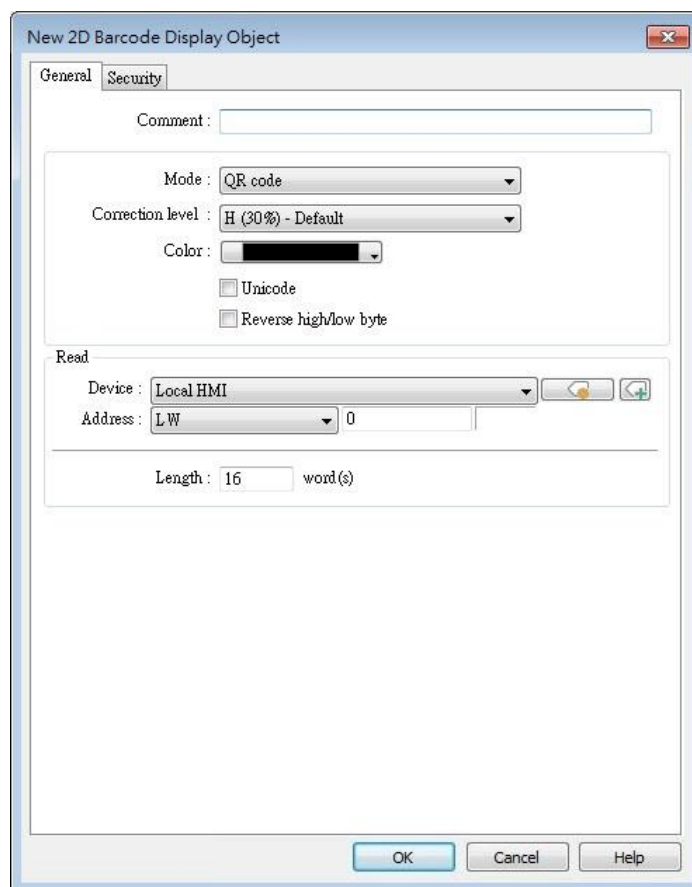 New 2D Barcode Display Object
General Security
Comment :
Mode : QR code
Correction level : H (30%) - Default
Color :
Unicode
Reverse high/low byte
Read
Device : Local HMI
Address : LW 0
Length : 16 word(s)
OK Cancel Help